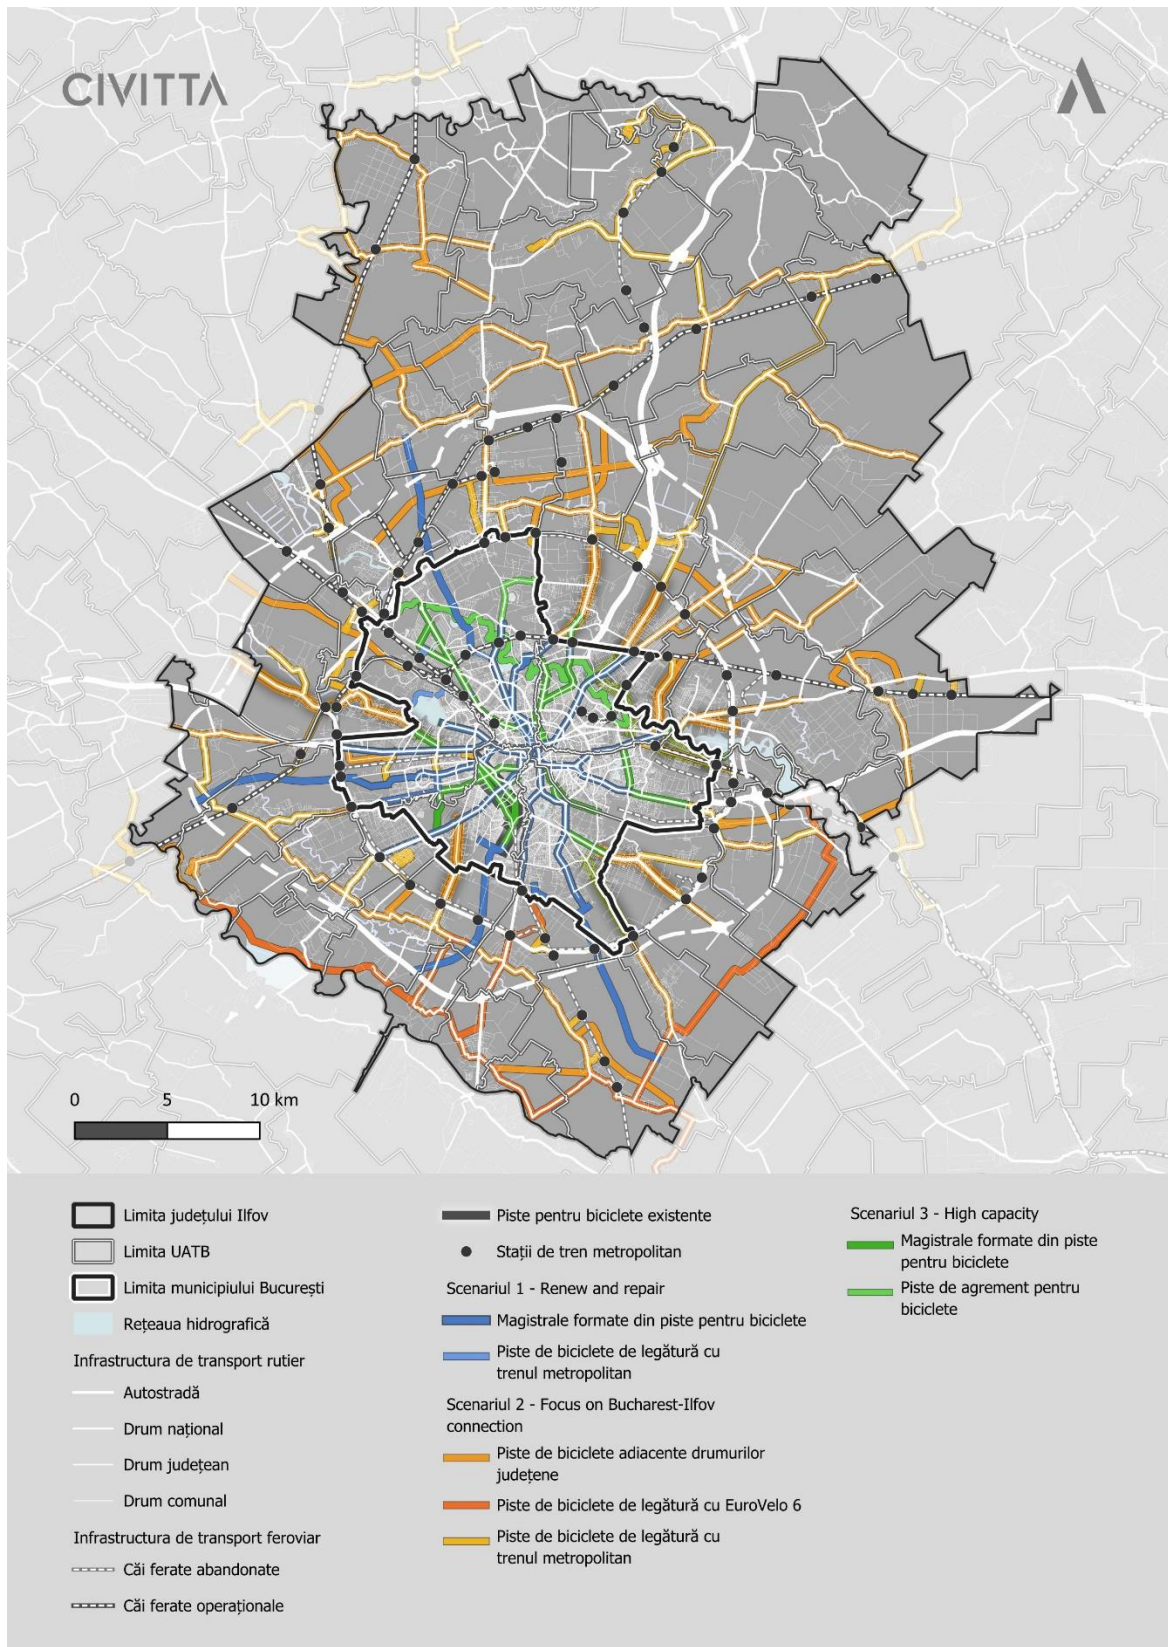 CIVITTA
0 5 10 km
Limita județului Ilfov
Limita UATB
Limita municipiului București
Rețeaua hidrografică
Infrastructura de transport rutier
Autostradă
Drum național
Drum județean
Drum comunal
Infrastructura de transport feroviar
Căi ferate abandonate
Căi ferate operaționale
Piste pentru biciclete existente
Stații de tren metropolitan
Scenariul 1 - Renew and repair
Magistrale formate din piste pentru biciclete
Piste de biciclete de legătură cu
trenul metropolitan
Scenariul 2 - Focus on Bucharest-Ilfov
connection
Piste de biciclete adiacente drumurilor
județene
Piste de biciclete de legătură cu EuroVelo 6
Piste de biciclete de legătură cu
trenul metropolitan
Scenariul 3 - High capacity
Magistrale formate din piste
pentru biciclete
Piste de agrement pentru
biciclete